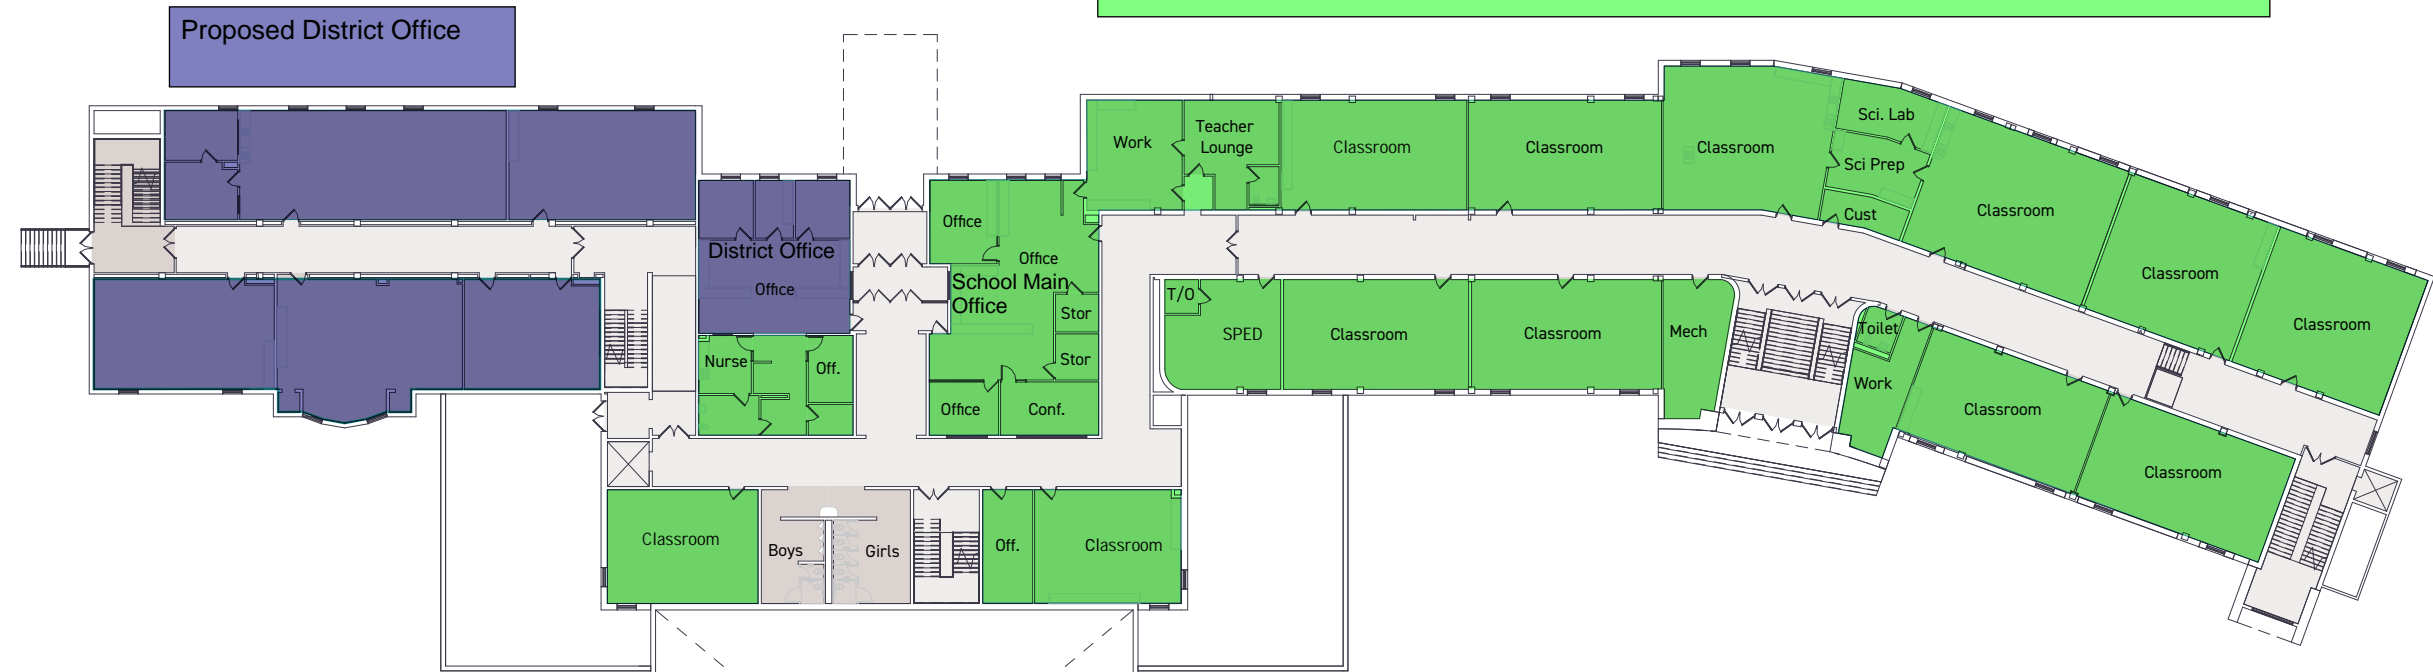 Proposed District Office
Work
Teacher
Lounge
Classroom
Classroom
Classroom
Sci. Lab
Sci Prep
Cust
Classroom
Classroom
Classroom
Office
Office
District Office
Office
School Main
Office
Stor
Stor
T/O
SPED
Classroom
Classroom
Mech
Toilet
Work
Classroom
Classroom
Nurse
Off.
Office
Conf.
Classroom
Boys
Girls
Off.
Classroom